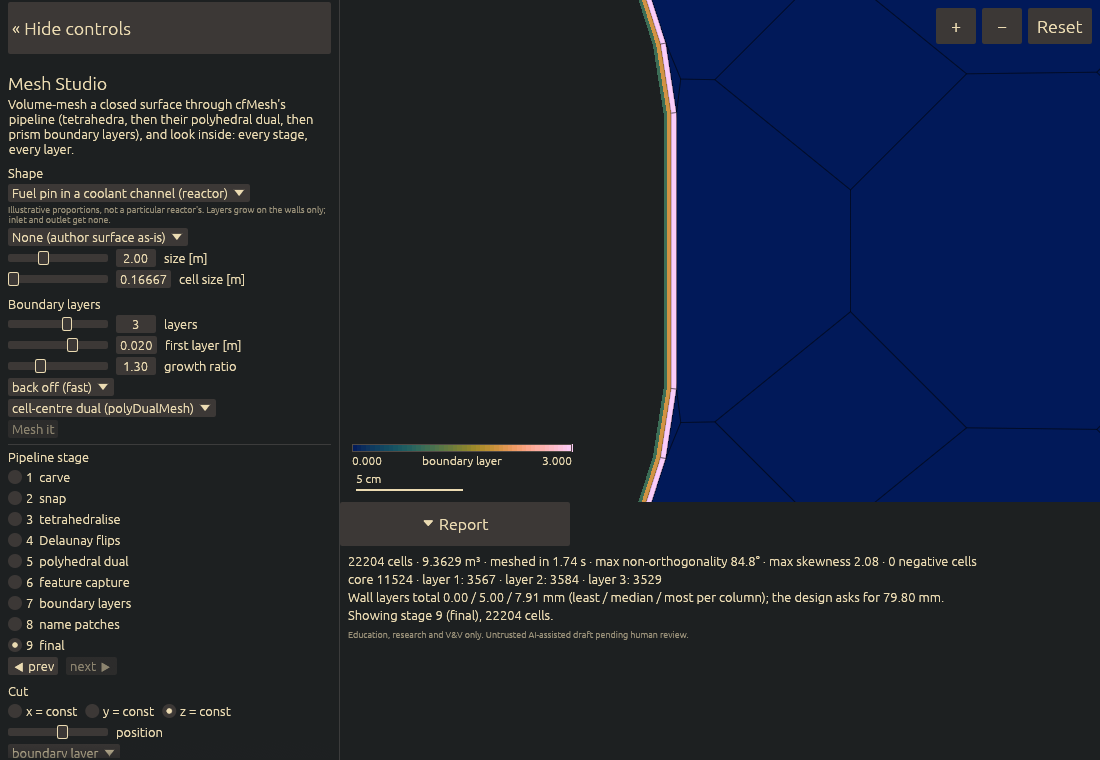 « Hide controls
+
−
Reset
Mesh Studio
Volume-mesh a closed surface through cfMesh's
pipeline (tetrahedra, then their polyhedral dual, then
prism boundary layers), and look inside: every stage,
every layer.
Shape
Fuel pin in a coolant channel (reactor)
Illustrative proportions, not a particular reactor's. Layers grow on the walls only;
inlet and outlet get none.
None (author surface as-is)
2.00 size [m]
0.16667 cell size [m]
Boundary layers
3 layers
0.020 first layer [m]
1.30 growth ratio
back off (fast)
cell-centre dual (polyDualMesh)
Mesh it
Pipeline stage
1 carve
2 snap
3 tetrahedralise
4 Delaunay flips
5 polyhedral dual
6 feature capture
7 boundary layers
8 name patches
9 final
◀ prev next ▶
Cut
x = const y = const z = const
position
boundary layer
0.000 boundary layer 3.000
5 cm
Report
22204 cells · 9.3629 m³ · meshed in 1.74 s · max non-orthogonality 84.8° · max skewness 2.08 · 0 negative cells
core 11524 · layer 1: 3567 · layer 2: 3584 · layer 3: 3529
Wall layers total 0.00 / 5.00 / 7.91 mm (least / median / most per column); the design asks for 79.80 mm.
Showing stage 9 (final), 22204 cells.
Education, research and V&V only. Untrusted AI-assisted draft pending human review.